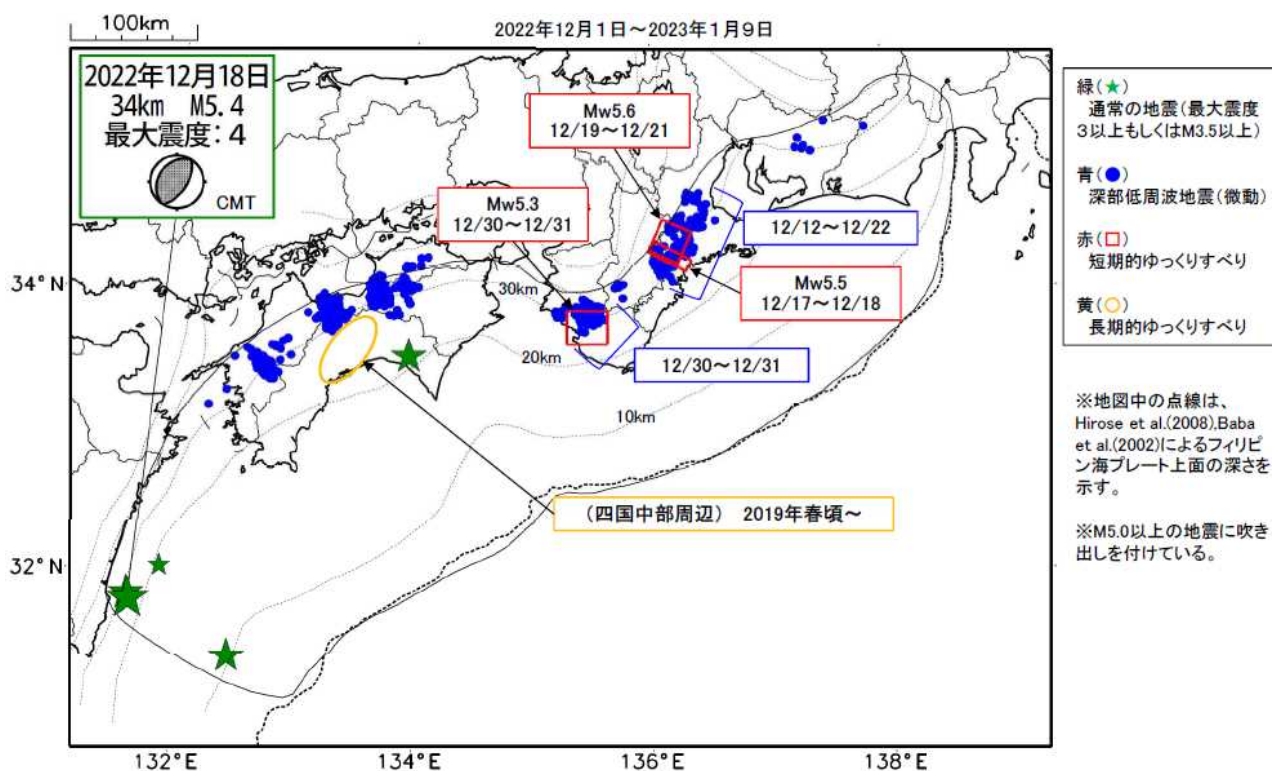 100km
2022年12月1日～2023年1月9日
2022年12月18日
34km M5.4
最大震度：4
CMT
Mw5.6
12/19～12/21
Mw5.3
12/30～12/31
12/12～12/22
Mw5.5
12/17～12/18
12/30～12/31
30km
20km
10km
（四国中部周辺） 2019年春頃～
34°N
32°N
132°E
134°E
136°E
138°E
緑（★）
通常の地震（最大震度
３以上もしくはM3.5以上）
青（●）
深部低周波地震（微動）
赤（□）
短期的ゆっくりすべり
黄（○）
長期的ゆっくりすべり
※地図中の点線は、
Hirose et al.(2008),Baba
et al.(2002)によるフィリピ
ン海プレート上面の深さを
示す。
※M5.0以上の地震に吹き
出しを付けている。